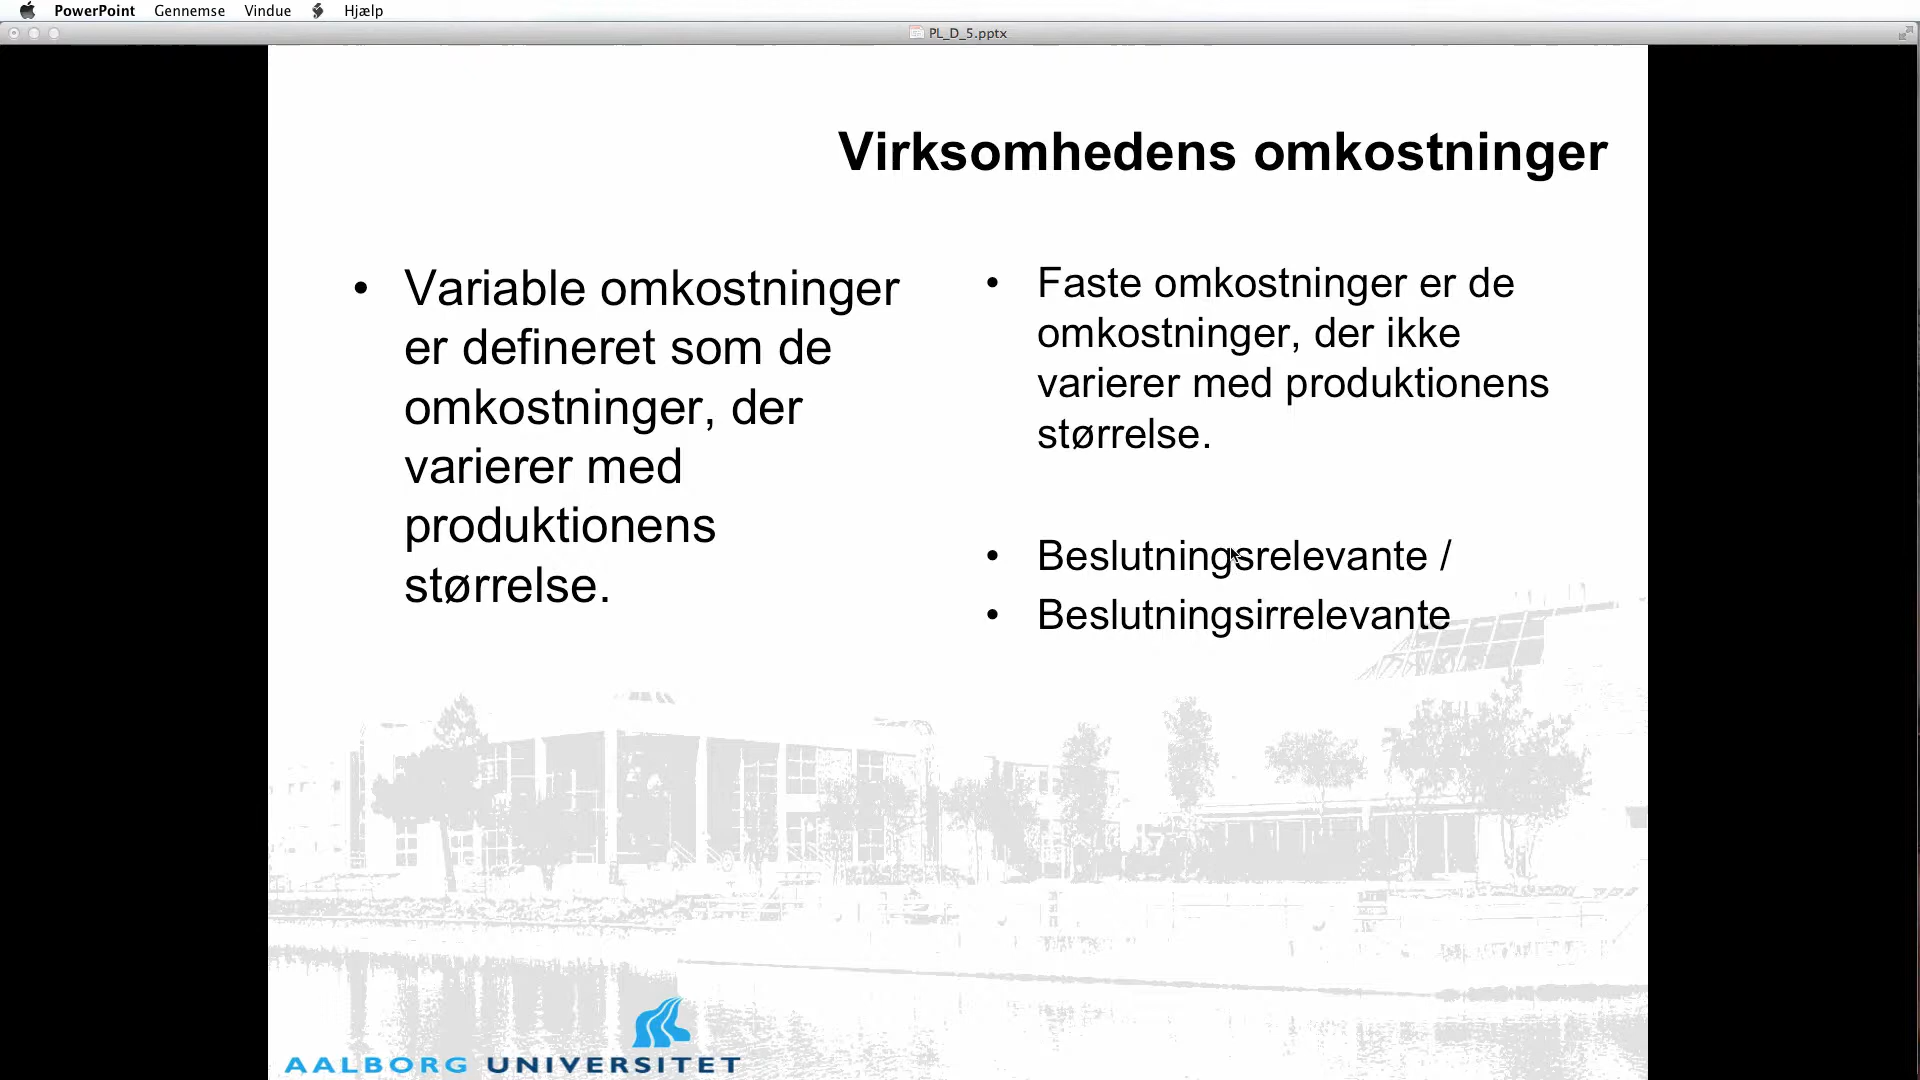 PowerPoint Gennemse Vindue Hjælp
PL_D_5.pptx
Virksomhedens omkostninger
• Variable omkostninger
er defineret som de
omkostninger, der
varierer med
produktionens
størrelse.
• Faste omkostninger er de
omkostninger, der ikke
varierer med produktionens
størrelse.
• Beslutningsrelevante /
• Beslutningsirrelevante
AALBORG UNIVERSITET